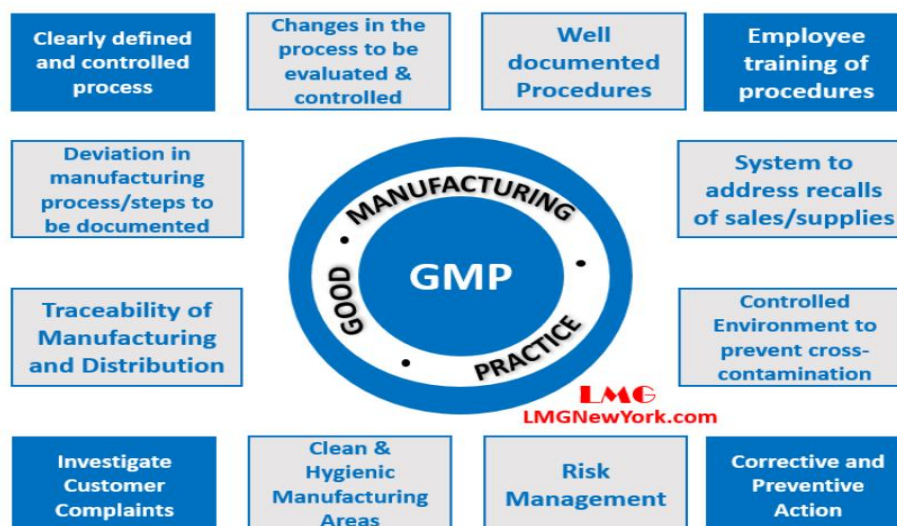 Clearly defined
and controlled
process
Changes in the
process to be
evaluated &
controlled
Well
documented
Procedures
Employee
training of
procedures
Deviation in
manufacturing
process/steps to
be documented
System to
address recalls
of sales/supplies
GOOD • MANUFACTURING • PRACTICE •
GMP
Traceability of
Manufacturing
and Distribution
Controlled
Environment to
prevent cross-
contamination
LMG
LMGNewYork.com
Investigate
Customer
Complaints
Clean &
Hygienic
Manufacturing
Areas
Risk
Management
Corrective and
Preventive
Action